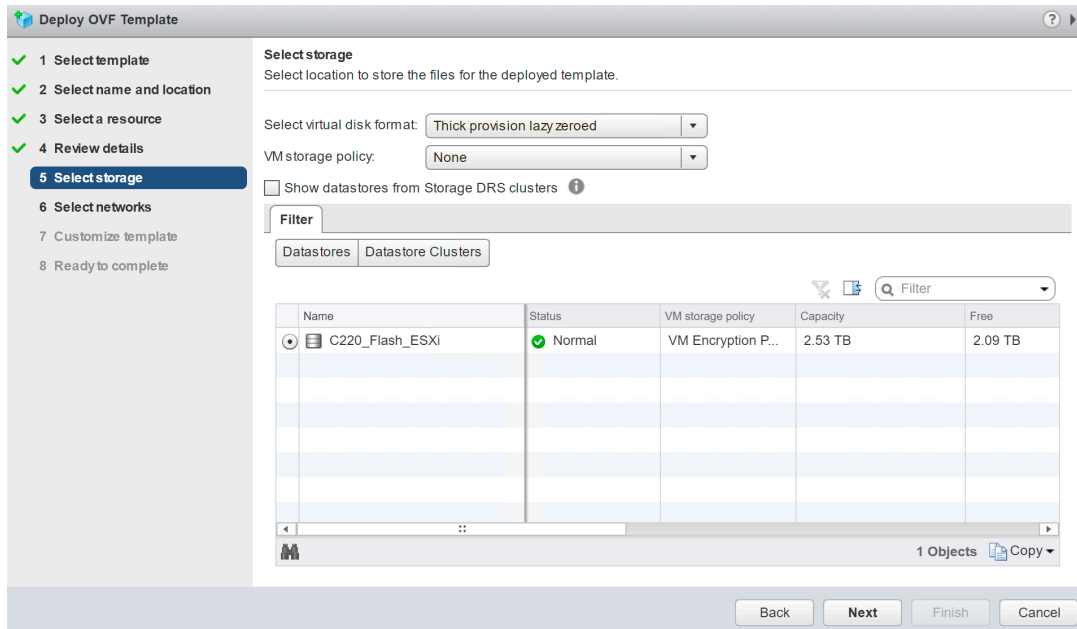 Deploy OVF Template
?
1 Select template
2 Select name and location
3 Select a resource
4 Review details
5 Select storage
6 Select networks
7 Customize template
8 Ready to complete
Select storage
Select location to store the files for the deployed template.
Select virtual disk format: Thick provision lazy zeroed
VM storage policy: None
Show datastores from Storage DRS clusters
Filter
Datastores Datastore Clusters
Filter
Name Status VM storage policy Capacity Free
C220_Flash_ESXi Normal VM Encryption P... 2.53 TB 2.09 TB
1 Objects Copy
Back Next Finish Cancel